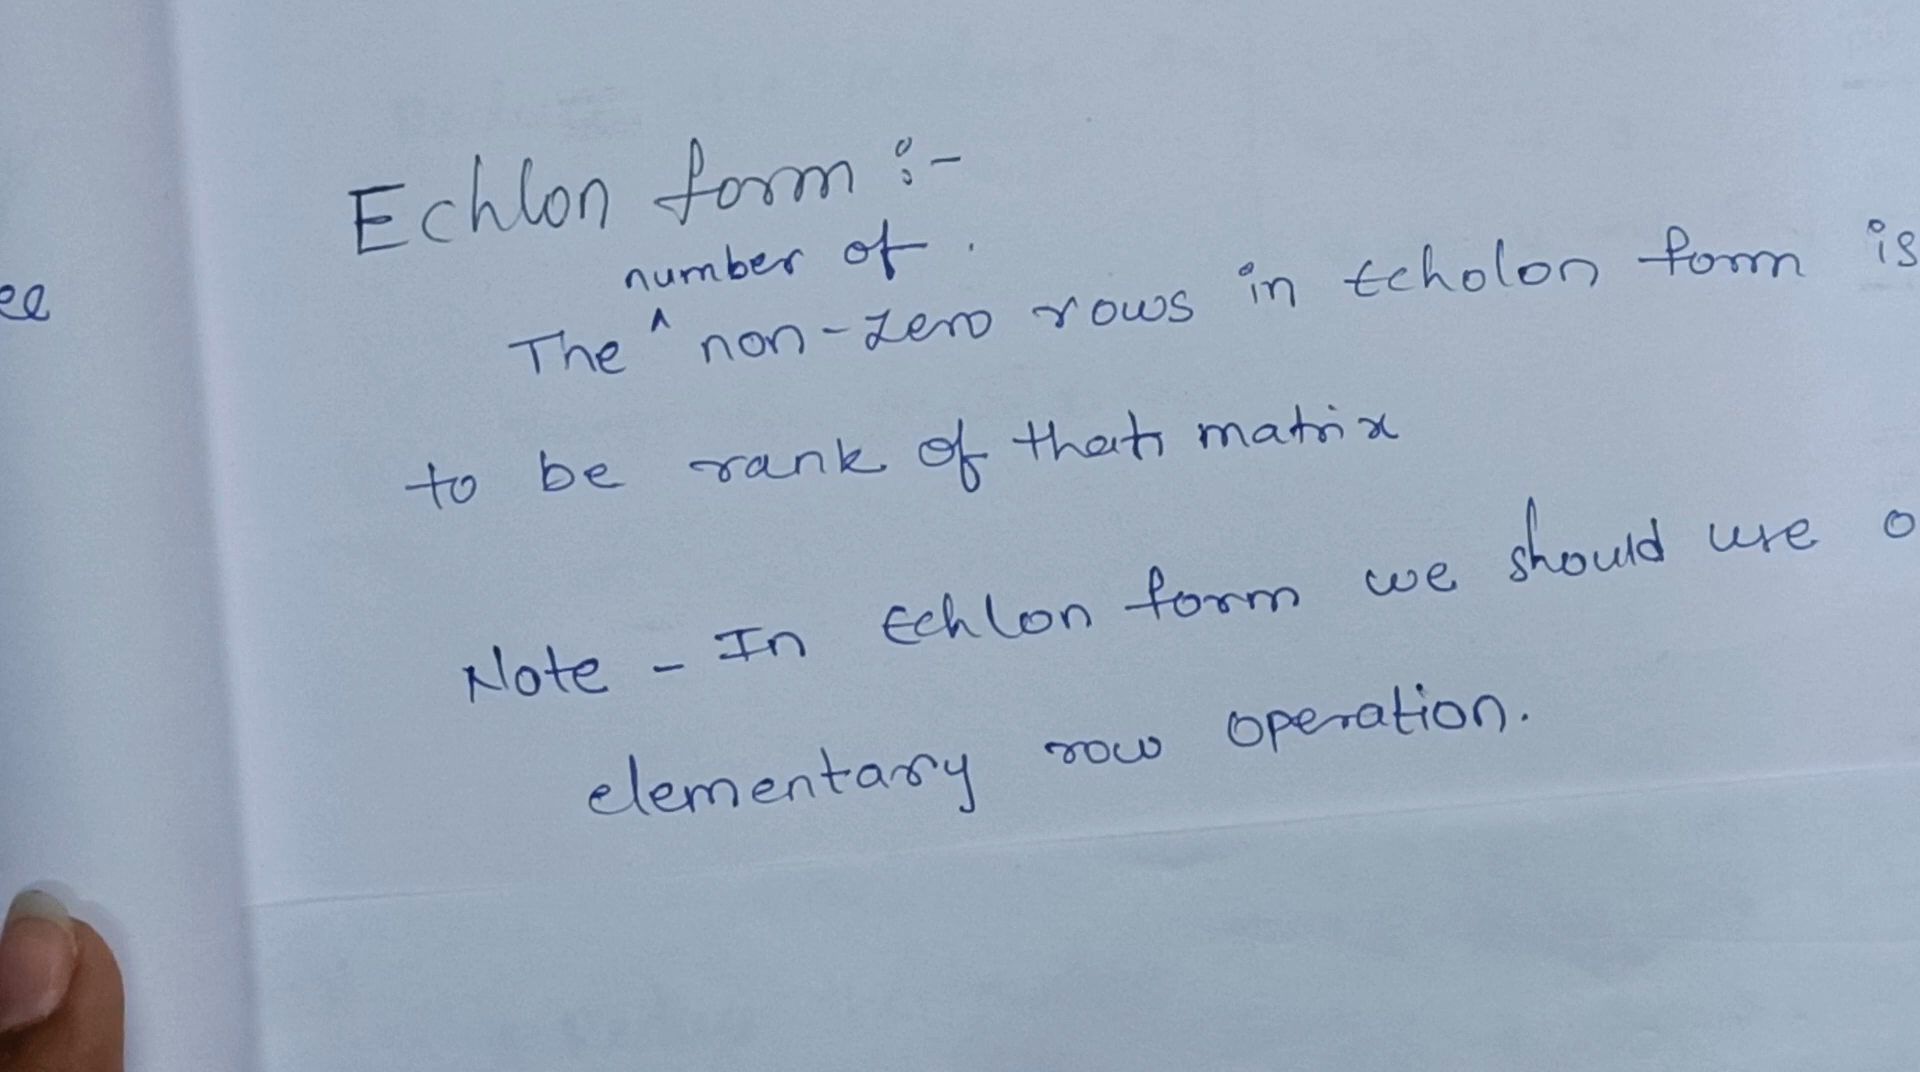 ee
Echlon form :-
number of .
The ^ non-zero rows in Echolon form is
to be rank of that matrix
Note - In Echlon form we should use o
elementary row operation.